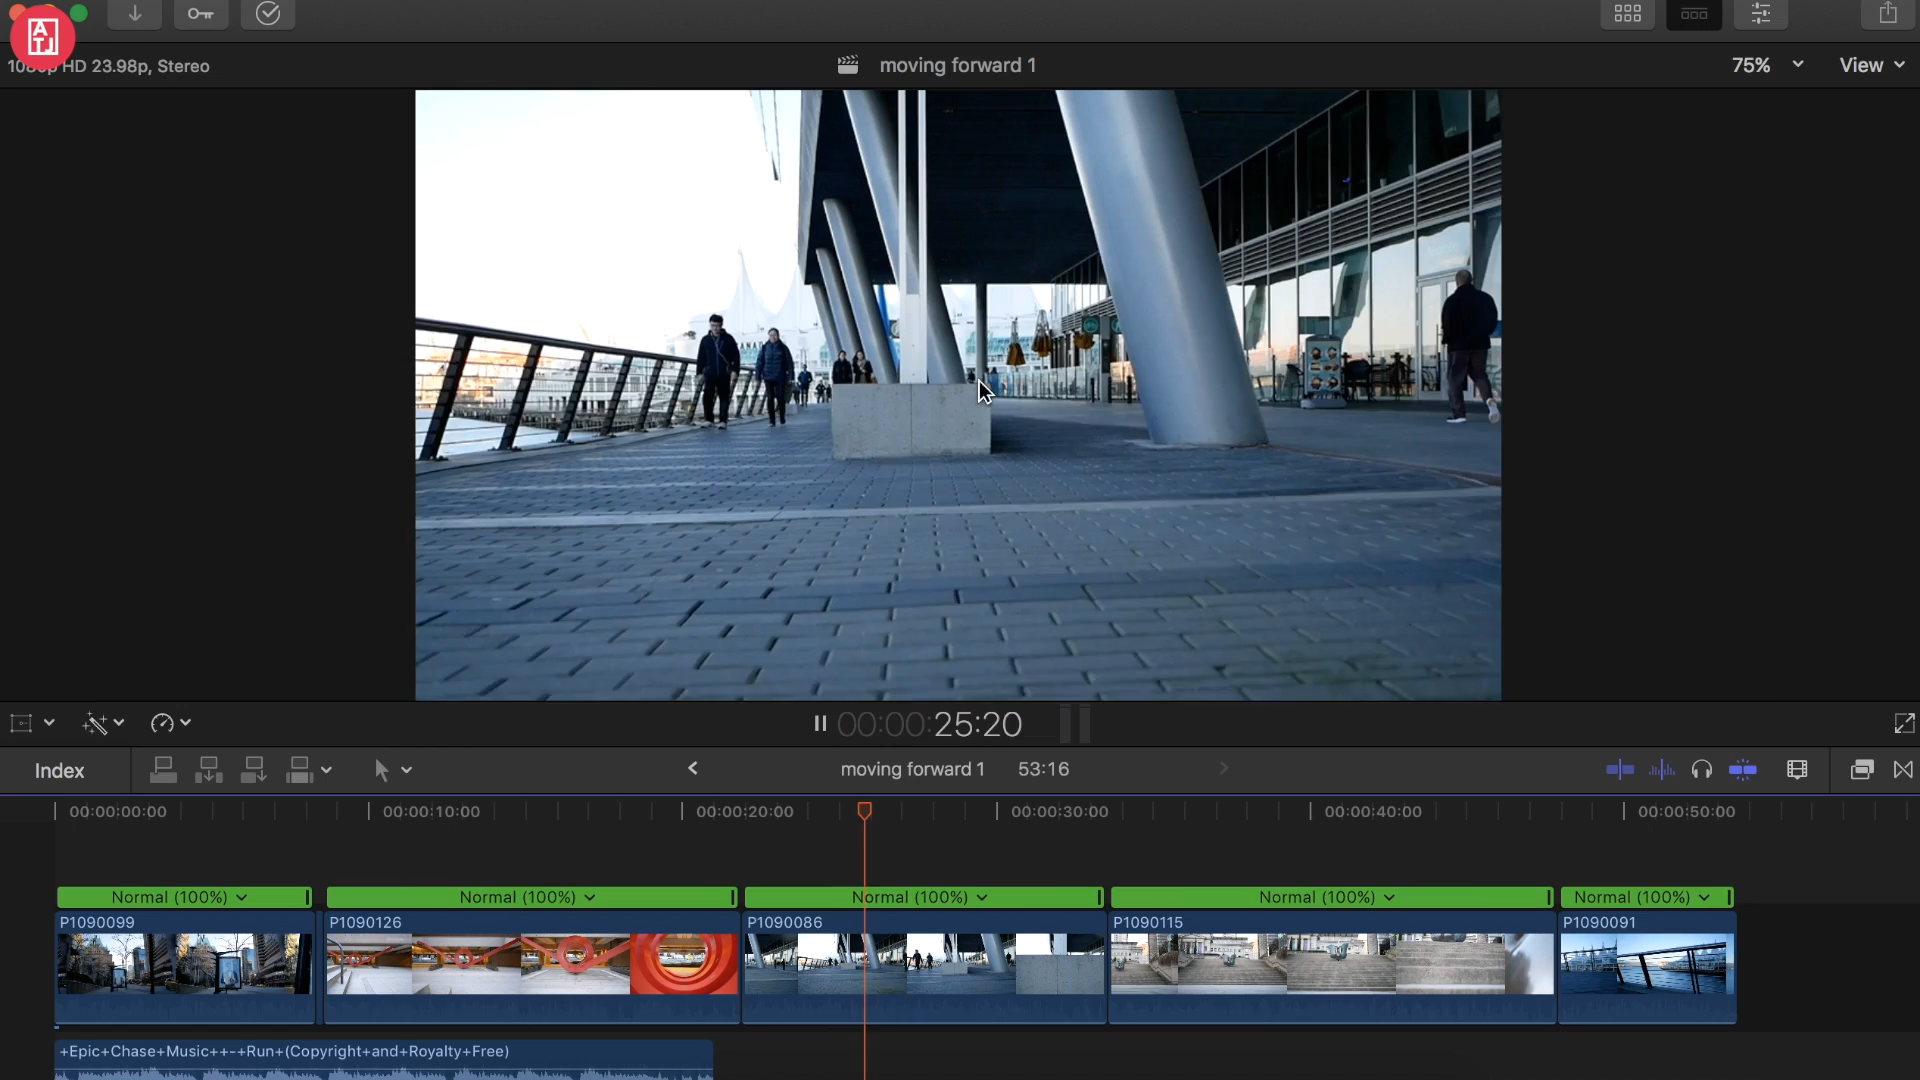 ATJ
1080p HD 23.98p, Stereo
moving forward 1
75%
View
CANADA
00:00:25:20
Index
moving forward 1
53:16
00:00:00:00
00:00:10:00
00:00:20:00
00:00:30:00
00:00:40:00
00:00:50:00
Normal (100%)
Normal (100%)
Normal (100%)
Normal (100%)
Normal (100%)
P1090099
P1090126
P1090086
P1090115
P1090091
+Epic+Chase+Music++-+Run+(Copyright+and+Royalty+Free)